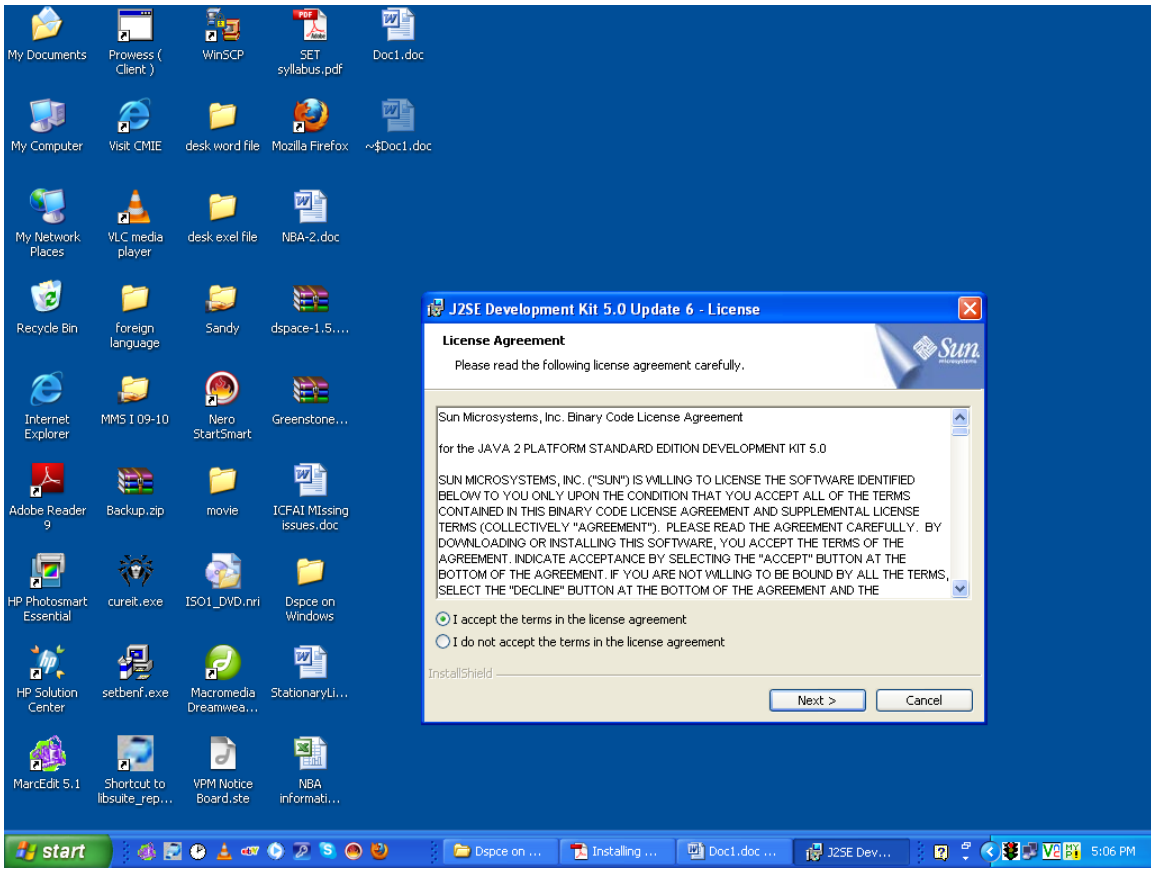 My Documents
Prowess (
Client )
WinSCP
SET
syllabus.pdf
Doc1.doc
My Computer
Visit CMIE
desk word file
Mozilla Firefox
~$Doc1.doc
My Network
Places
VLC media
player
desk exel file
NBA-2.doc
Recycle Bin
foreign
language
Sandy
dspace-1.5....
Internet
Explorer
MMS I 09-10
Nero
StartSmart
Greenstone...
Adobe Reader
9
Backup.zip
movie
ICFAI MIssing
issues.doc
HP Photosmart
Essential
cureit.exe
ISO1_DVD.nri
Dspce on
Windows
HP Solution
Center
setbenf.exe
Macromedia
Dreamwea...
StationaryLi...
MarcEdit 5.1
Shortcut to
libsuite_rep...
VPM Notice
Board.ste
NBA
informati...
J2SE Development Kit 5.0 Update 6 - License
License Agreement
Please read the following license agreement carefully.
Sun
microsystems
Sun Microsystems, Inc. Binary Code License Agreement
for the JAVA 2 PLATFORM STANDARD EDITION DEVELOPMENT KIT 5.0
SUN MICROSYSTEMS, INC. ("SUN") IS WILLING TO LICENSE THE SOFTWARE IDENTIFIED
BELOW TO YOU ONLY UPON THE CONDITION THAT YOU ACCEPT ALL OF THE TERMS
CONTAINED IN THIS BINARY CODE LICENSE AGREEMENT AND SUPPLEMENTAL LICENSE
TERMS (COLLECTIVELY "AGREEMENT"). PLEASE READ THE AGREEMENT CAREFULLY. BY
DOWNLOADING OR INSTALLING THIS SOFTWARE, YOU ACCEPT THE TERMS OF THE
AGREEMENT. INDICATE ACCEPTANCE BY SELECTING THE "ACCEPT" BUTTON AT THE
BOTTOM OF THE AGREEMENT. IF YOU ARE NOT WILLING TO BE BOUND BY ALL THE TERMS,
SELECT THE "DECLINE" BUTTON AT THE BOTTOM OF THE AGREEMENT AND THE
I accept the terms in the license agreement
I do not accept the terms in the license agreement
InstallShield
Next >
Cancel
start
Dspce on ...
Installing ...
Doc1.doc ...
J2SE Dev...
5:06 PM